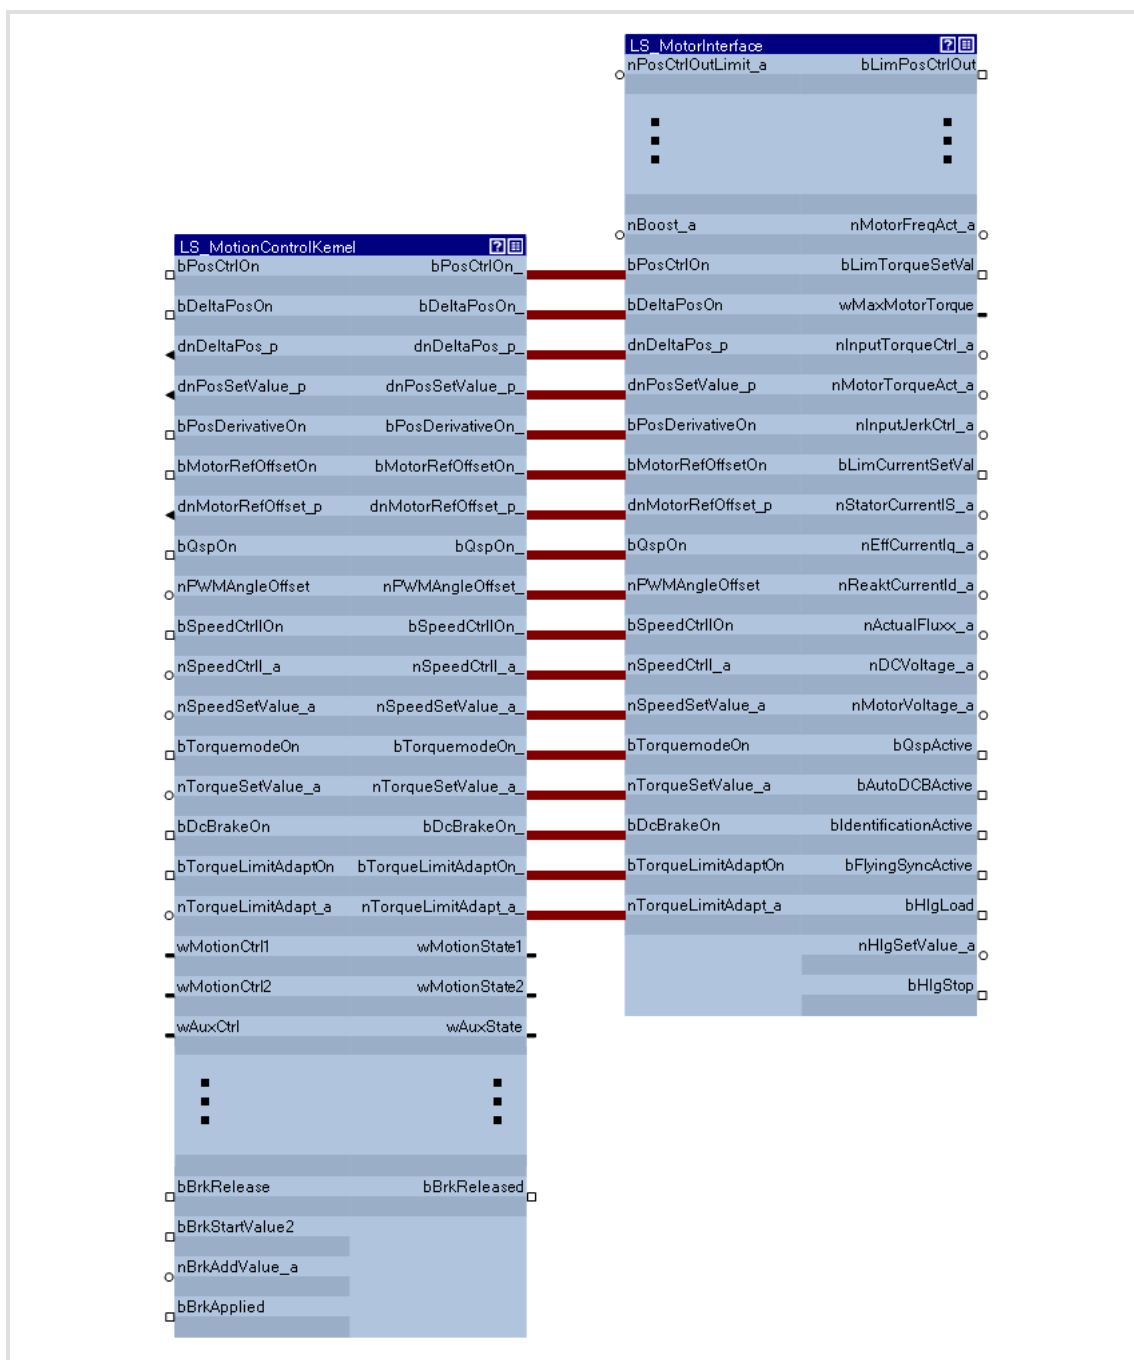 LS_MotorInterface
nPosCtrlOutLimit_a bLimPosCtrlOut
nBoost_a nMotorFreqAct_a
LS_MotionControlKernel
bPosCtrlOn bPosCtrlOn_ bPosCtrlOn bLimTorqueSetVal
bDeltaPosOn bDeltaPosOn_ bDeltaPosOn wMaxMotorTorque
dnDeltaPos_p dnDeltaPos_p_ dnDeltaPos_p nInputTorqueCtrl_a
dnPosSetValue_p dnPosSetValue_p_ dnPosSetValue_p nMotorTorqueAct_a
bPosDerivativeOn bPosDerivativeOn_ bPosDerivativeOn nInputJerkCtrl_a
bMotorRefOffsetOn bMotorRefOffsetOn_ bMotorRefOffsetOn bLimCurrentSetVal
dnMotorRefOffset_p dnMotorRefOffset_p_ dnMotorRefOffset_p nStatorCurrentIS_a
bQspOn bQspOn_ bQspOn nEffCurrentIq_a
nPWMAngleOffset nPWMAngleOffset_ nPWMAngleOffset nReaktCurrentId_a
bSpeedCtrlIOn bSpeedCtrlIOn_ bSpeedCtrlIOn nActualFluxx_a
nSpeedCtrlI_a nSpeedCtrlI_a_ nSpeedCtrlI_a nDCVoltage_a
nSpeedSetValue_a nSpeedSetValue_a_ nSpeedSetValue_a nMotorVoltage_a
bTorquemodeOn bTorquemodeOn_ bTorquemodeOn bQspActive
nTorqueSetValue_a nTorqueSetValue_a_ nTorqueSetValue_a bAutoDCBActive
bDcBrakeOn bDcBrakeOn_ bDcBrakeOn bIdentificationActive
bTorqueLimitAdaptOn bTorqueLimitAdaptOn_ bTorqueLimitAdaptOn bFlyingSyncActive
nTorqueLimitAdapt_a nTorqueLimitAdapt_a_ nTorqueLimitAdapt_a bHlgLoad
wMotionCtrl1 wMotionState1 nHlgSetValue_a
wMotionCtrl2 wMotionState2 bHlgStop
wAuxCtrl wAuxState
bBrkRelease bBrkReleased
bBrkStartValue2
nBrkAddValue_a
bBrkApplied